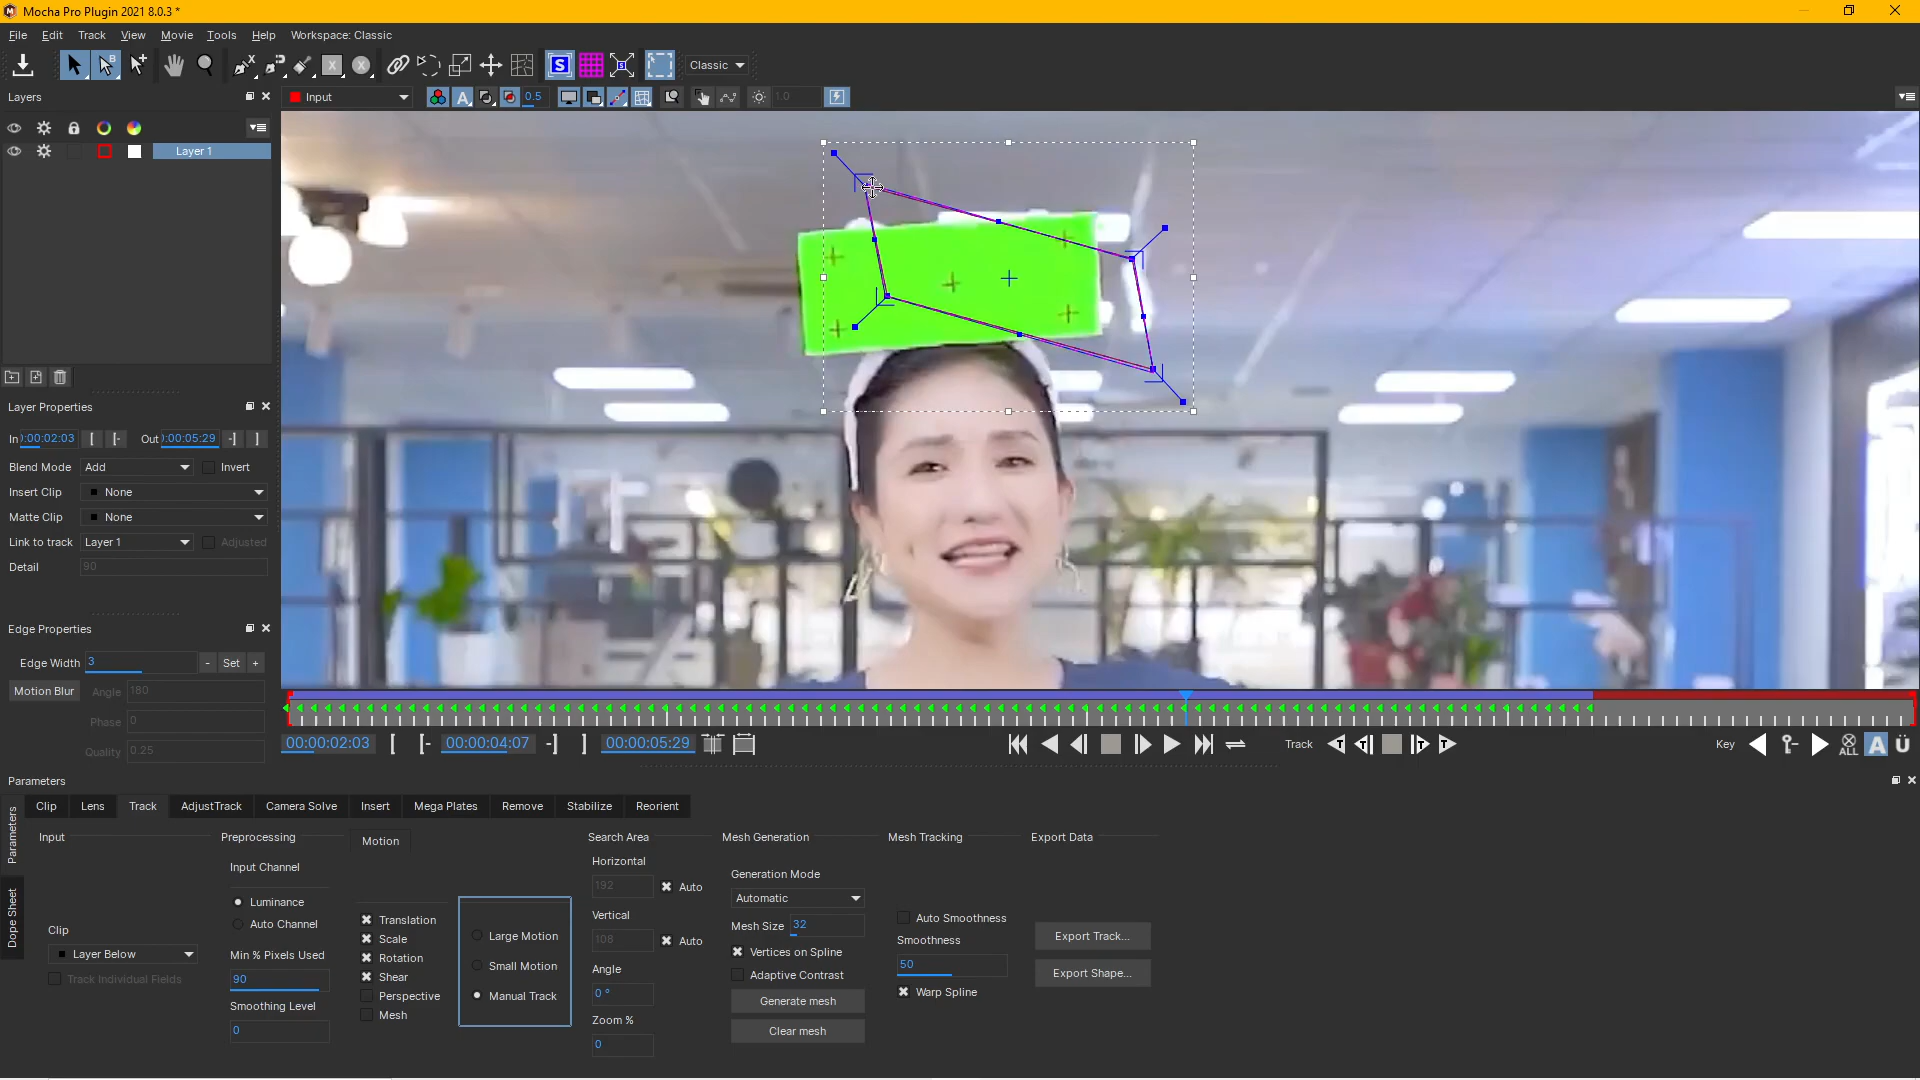 Mocha Pro Plugin 2021 8.0.3 *
File Edit Track View Movie Tools Help Workspace: Classic
Classic
Layers
Input
0.5
1.0
Layer 1
Layer Properties
In 0:00:02:03 Out 0:00:05:29
Blend Mode Add Invert
Insert Clip None
Matte Clip None
Link to track Layer 1 Adjusted
Detail 90
Edge Properties
Edge Width 3 - Set +
Motion Blur Angle 180
Phase 0
Quality 0.25
00:00:02:03 00:00:04:07 00:00:05:29 Track Key ALL
Parameters
Dope Sheet
Parameters
Clip Lens Track AdjustTrack Camera Solve Insert Mega Plates Remove Stabilize Reorient
Input
Clip
Layer Below
Track Individual Fields
Preprocessing
Input Channel
Luminance
Auto Channel
Min % Pixels Used
90
Smoothing Level
0
Motion
Translation
Scale
Rotation
Shear
Perspective
Mesh
Large Motion
Small Motion
Manual Track
Search Area
Horizontal
192 Auto
Vertical
108 Auto
Angle
0 °
Zoom %
0
Mesh Generation
Generation Mode
Automatic
Mesh Size 32
Vertices on Spline
Adaptive Contrast
Generate mesh
Clear mesh
Mesh Tracking
Auto Smoothness
Smoothness
50
Warp Spline
Export Data
Export Track...
Export Shape...